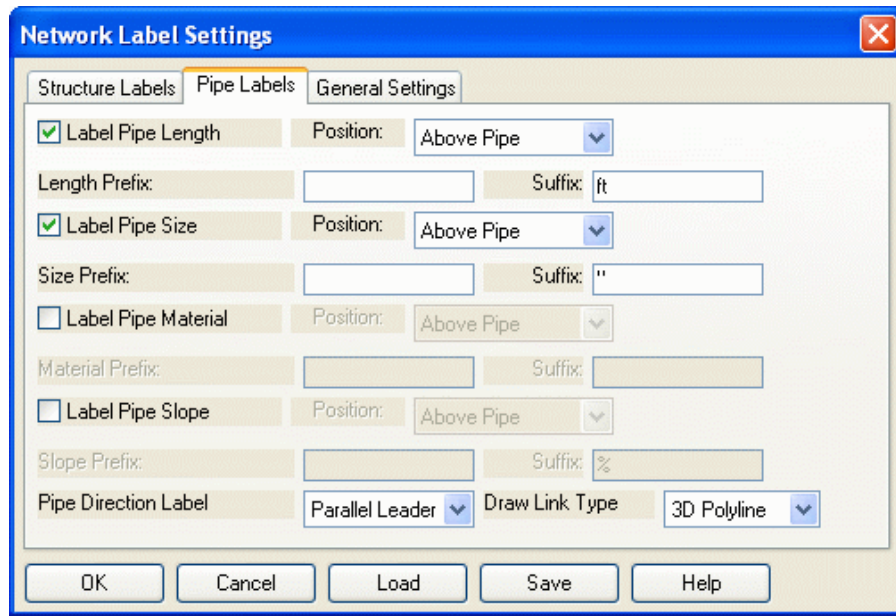 Network Label Settings
Structure Labels Pipe Labels General Settings
Label Pipe Length Position: Above Pipe
Length Prefix: Suffix: ft
Label Pipe Size Position: Above Pipe
Size Prefix: Suffix: "
Label Pipe Material Position: Above Pipe
Material Prefix: Suffix:
Label Pipe Slope Position: Above Pipe
Slope Prefix: Suffix: %
Pipe Direction Label Parallel Leader Draw Link Type 3D Polyline
OK Cancel Load Save Help